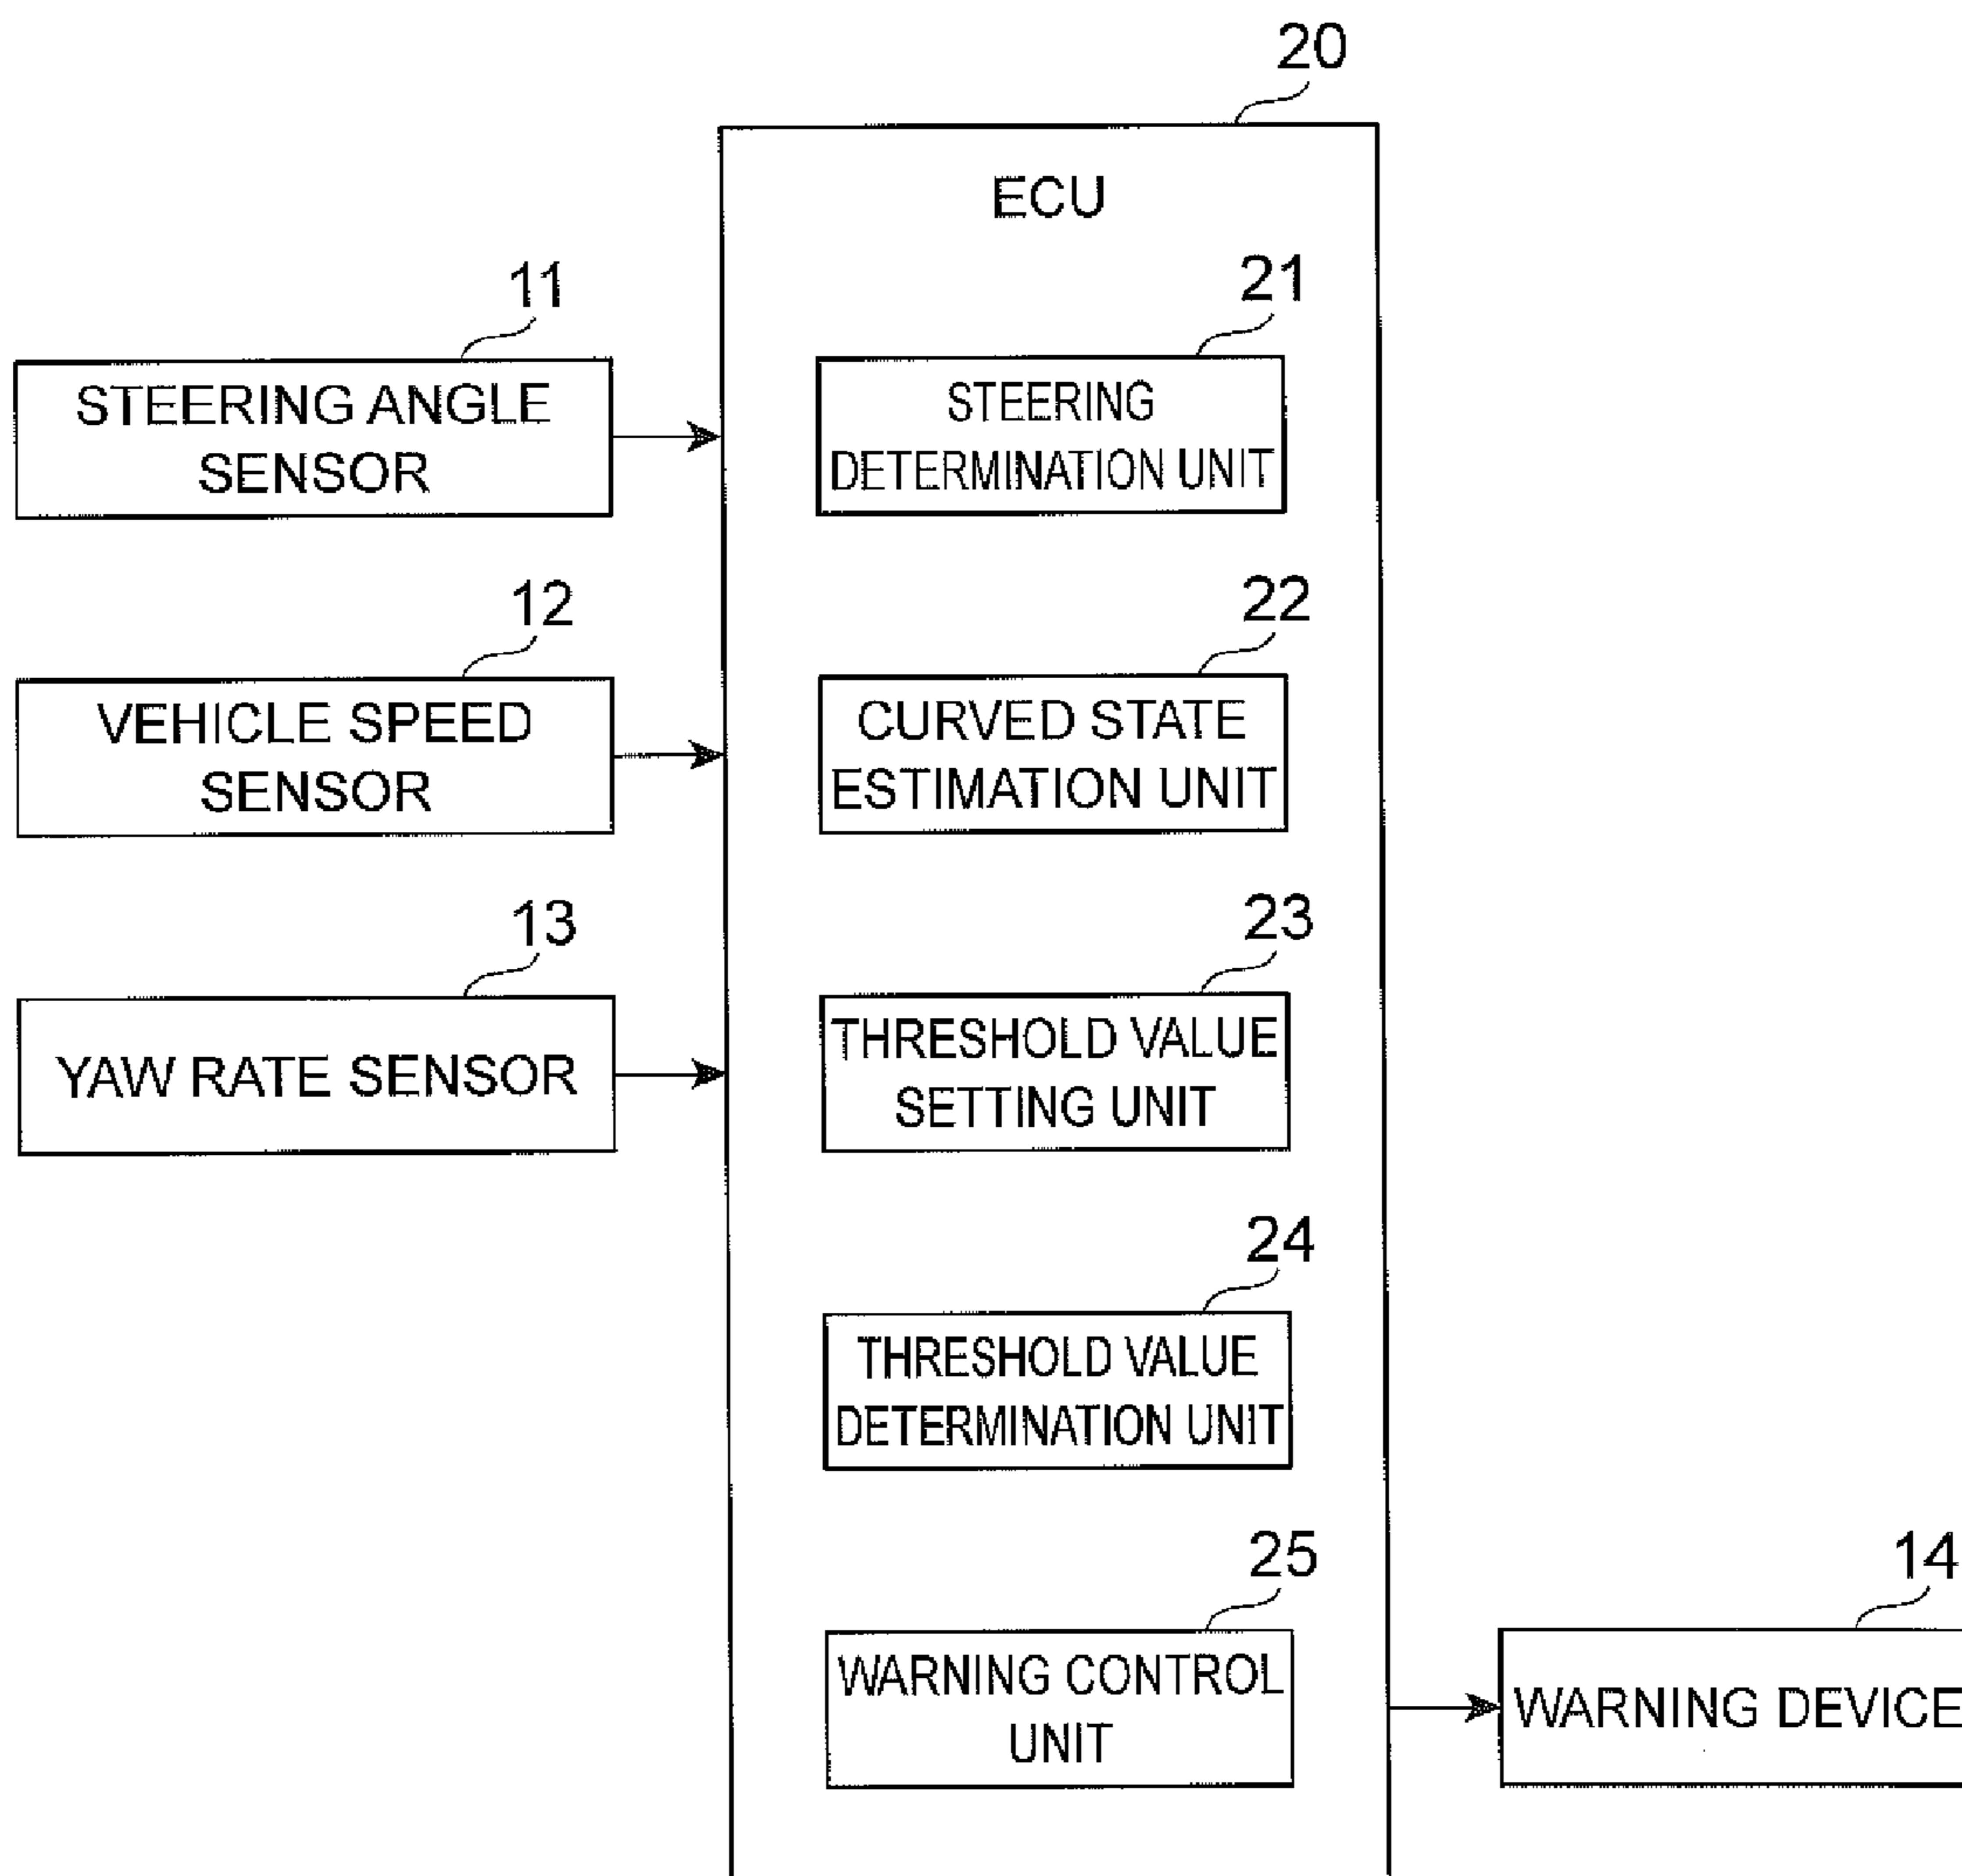 20
ECU
11
STEERING ANGLE
SENSOR
21
STEERING
DETERMINATION UNIT
12
VEHICLE SPEED
SENSOR
22
CURVED STATE
ESTIMATION UNIT
13
YAW RATE SENSOR
23
THRESHOLD VALUE
SETTING UNIT
24
THRESHOLD VALUE
DETERMINATION UNIT
25
WARNING CONTROL
UNIT
14
WARNING DEVICE